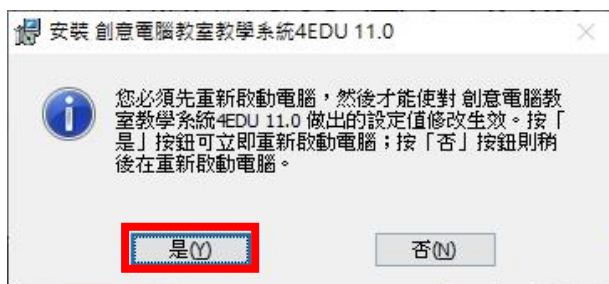 安裝 創意電腦教室教學系統4EDU 11.0
您必須先重新啟動電腦，然後才能使對 創意電腦教
室教學系統4EDU 11.0 做出的設定值修改生效。按「
是」按鈕可立即重新啟動電腦；按「否」按鈕則稍
後在重新啟動電腦。
是(Y)
否(N)